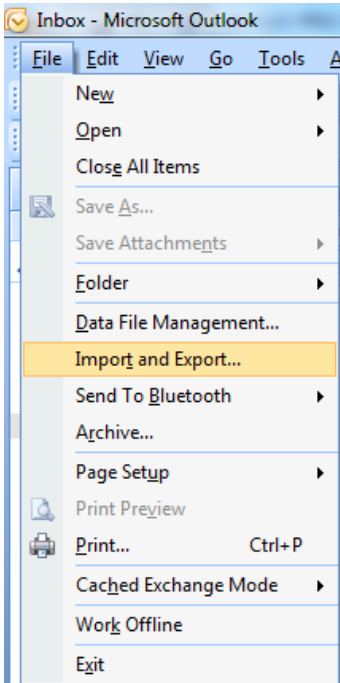 Inbox - Microsoft Outlook
File Edit View Go Tools A
New
Open
Close All Items
Save As...
Save Attachments
Folder
Data File Management...
Import and Export...
Send To Bluetooth
Archive...
Page Setup
Print Preview
Print... Ctrl+P
Cached Exchange Mode
Work Offline
Exit